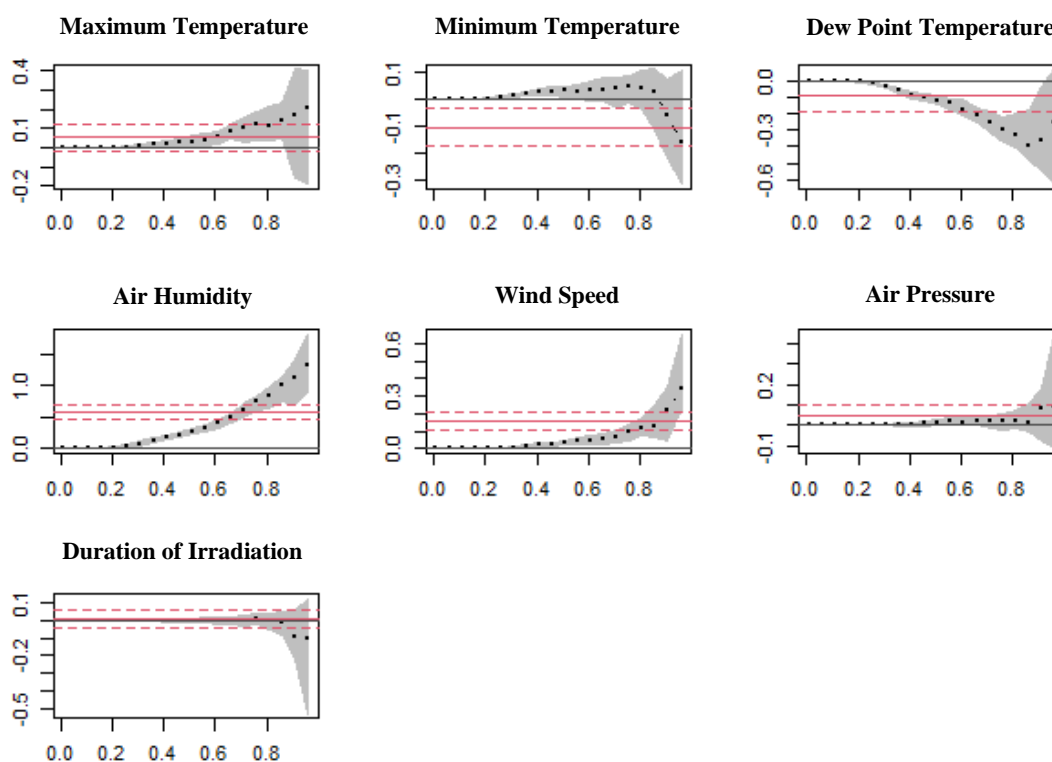 Maximum Temperature
Minimum Temperature
Dew Point Temperature
0.4
0.1
-0.2
0.0 0.2 0.4 0.6 0.8
0.1
-0.1
-0.3
0.0 0.2 0.4 0.6 0.8
0.0
-0.3
-0.6
0.0 0.2 0.4 0.6 0.8
Air Humidity
Wind Speed
Air Pressure
1.0
0.0
0.0 0.2 0.4 0.6 0.8
0.6
0.3
0.0
0.0 0.2 0.4 0.6 0.8
0.2
-0.1
0.0 0.2 0.4 0.6 0.8
Duration of Irradiation
0.1
-0.2
-0.5
0.0 0.2 0.4 0.6 0.8